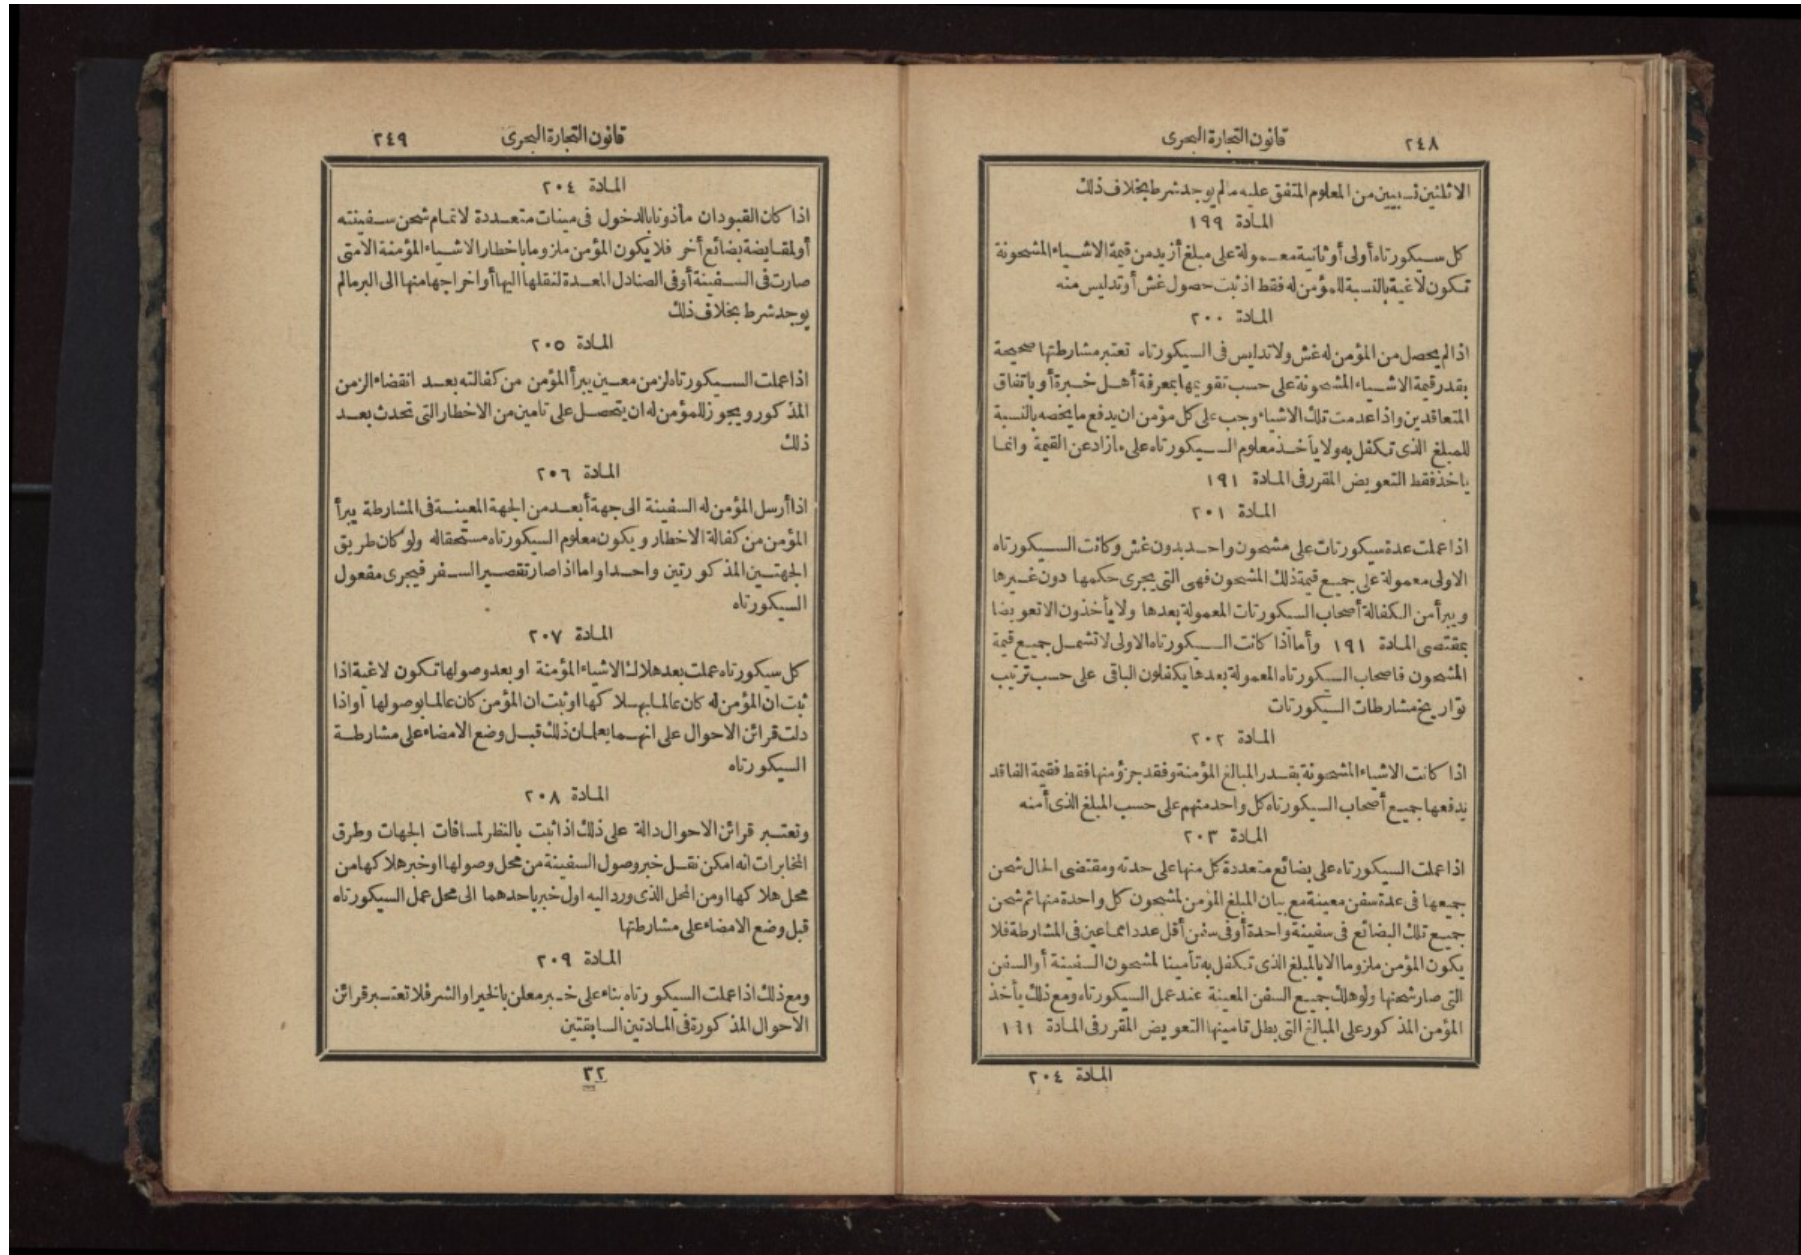 ٢٤٨
قانون التجارة البحرى
الا ثلثين نسبيين من المعلوم المتفق عليه مالم يوجد شرط بخلاف ذلك
المادة ١٩٩
كل سيكورتاه أولى أو ثانية معمولة على مبلغ أزيد من قيمة الاشياء المشحونة
تكون لاغية بالنسبة للمؤمن له فقط اذ ثبت حصول غش أو تدليس منه
المادة ٢٠٠
اذا لم يحصل من المؤمن له غش ولا تدليس فى السيكورتاه تعتبر مشارطتها صحيحة
بقدر قيمة الاشياء المشحونة على حسب تقويمها بمعرفة أهل خبرة أو باتفاق
المتعاقدين واذا عدمت تلك الاشياء وجب على كل مؤمن ان يدفع ما يخصه بالنسبة
للمبلغ الذى تكفل به ولا يأخذ معلوم السيكورتاه على ما زاد عن القيمة وانما
ياخذ فقط التعويض المقرر فى المادة ١٩١
المادة ٢٠١
اذا عملت عدة سيكورتات على مشحون واحد بدون غش وكانت السيكورتاه
الاولى معمولة على جميع قيمة ذلك المشحون فهى التى يجرى حكمها دون غيرها
ويبرأ من الكفالة أصحاب السيكورتات المعمولة بعدها ولا يأخذون الا تعويضا
بمقتضى المادة ١٩١ وأما اذا كانت السيكورتاه الاولى لا تشمل جميع قيمة
المشحون فاصحاب السيكورتاه المعمولة بعدها يكفلون الباقى على حسب ترتيب
تواريخ مشارطات السيكورتات
المادة ٢٠٢
اذا كانت الاشياء المشحونة بقدر المبالغ المؤمنة وفقد جزؤ منها فقط فقيمة الفاقد
يدفعها جميع أصحاب السيكورتاه كل واحد منهم على حسب المبلغ الذى أمنه
المادة ٢٠٣
اذا عملت السيكورتاه على بضائع متعددة كل منها على حدته ومقتضى الحال شحن
جميعها فى عدة سفن معينة مع بيان المبلغ المؤمن لمشحون كل واحدة منها ثم شحن
جميع تلك البضائع فى سفينة واحدة أو فى سفن أقل عددا مما عين فى المشارطة فلا
يكون المؤمن ملزوما الا بالمبلغ الذى تكفل به تأمينا لمشحون السفينة أو السفن
التى صار شحنها ولو هلك جميع السفن المعينة عند عمل السيكورتاه ومع ذلك يأخذ
المؤمن المذكور على المبالغ التى بطل تامينها التعويض المقرر فى المادة ١٦١
المادة ٢٠٤
قانون التجارة البحرى
٢٤٩
المادة ٢٠٤
اذا كان القبودان مأذونا بالدخول فى مينات متعددة لاتمام شحن سفينته
أو لمقايضة بضائع أخر فلا يكون المؤمن ملزوما باخطار الاشياء المؤمنة الا متى
صارت فى السفينة أو فى الصنادل المعدة لنقلها اليها أو اخراجها منها الى البر مالم
يوجد شرط بخلاف ذلك
المادة ٢٠٥
اذا عملت السيكورتاه لزمن معين يبرأ المؤمن من كفالته بعد انقضاء الزمن
المذكور ويجوز للمؤمن له ان يتحصل على تامين من الاخطار التى تحدث بعد
ذلك
المادة ٢٠٦
اذا أرسل المؤمن له السفينة الى جهة أبعد من الجهة المعينة فى المشارطة يبرأ
المؤمن من كفالة الاخطار ويكون معلوم السيكورتاه مستحقا له ولو كان طريق
الجهتين المذكورتين واحدا واما اذا صار تقصير السفر فيجرى مفعول
السيكورتاه
المادة ٢٠٧
كل سيكورتاه عملت بعد هلاك الاشياء المؤمنة او بعد وصولها تكون لاغية اذا
ثبت ان المؤمن له كان عالما بهلاكها او ثبت ان المؤمن كان عالما بوصولها أو اذا
دلت قرائن الاحوال على انهما يعلمان ذلك قبل وضع الامضاء على مشارطة
السيكورتاه
المادة ٢٠٨
وتعتبر قرائن الاحوال دالة على ذلك اذا ثبت بالنظر لمسافات الجهات وطرق
المخابرات انه امكن نقل خبر وصول السفينة من محل وصولها او خبر هلاكها من
محل هلاكها او من المحل الذى ورد اليه اول خبر باحدهما الى محل عمل السيكورتاه
قبل وضع الامضاء على مشارطتها
المادة ٢٠٩
ومع ذلك اذا عملت السيكورتاه بناء على خبر معلن بالخير او الشر فلا تعتبر قرائن
الاحوال المذكورة فى المادتين السابقتين
٣٢